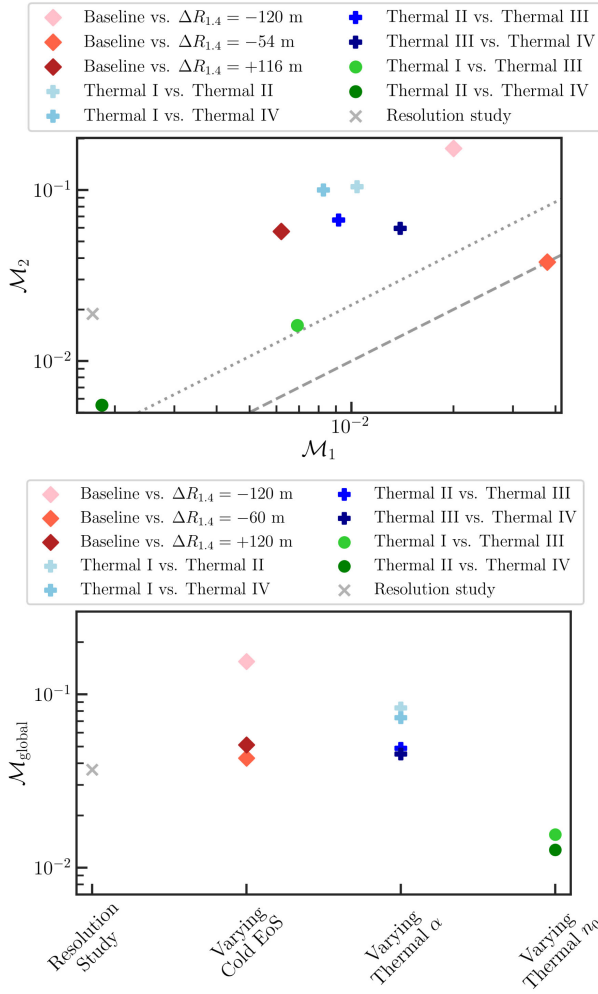 Baseline vs. ΔR₁.₄ = −120 m
Baseline vs. ΔR₁.₄ = −54 m
Baseline vs. ΔR₁.₄ = +116 m
Thermal I vs. Thermal II
Thermal I vs. Thermal IV
Thermal II vs. Thermal III
Thermal III vs. Thermal IV
Thermal I vs. Thermal III
Thermal II vs. Thermal IV
Resolution study
10⁻¹
10⁻²
ℳ₂
10⁻²
ℳ₁
Baseline vs. ΔR₁.₄ = −120 m
Baseline vs. ΔR₁.₄ = −60 m
Baseline vs. ΔR₁.₄ = +120 m
Thermal I vs. Thermal II
Thermal I vs. Thermal IV
Thermal II vs. Thermal III
Thermal III vs. Thermal IV
Thermal I vs. Thermal III
Thermal II vs. Thermal IV
Resolution study
10⁻¹
10⁻²
ℳ_global
Resolution
Study
Varying
Cold EoS
Varying
Thermal α
Varying
Thermal n₀